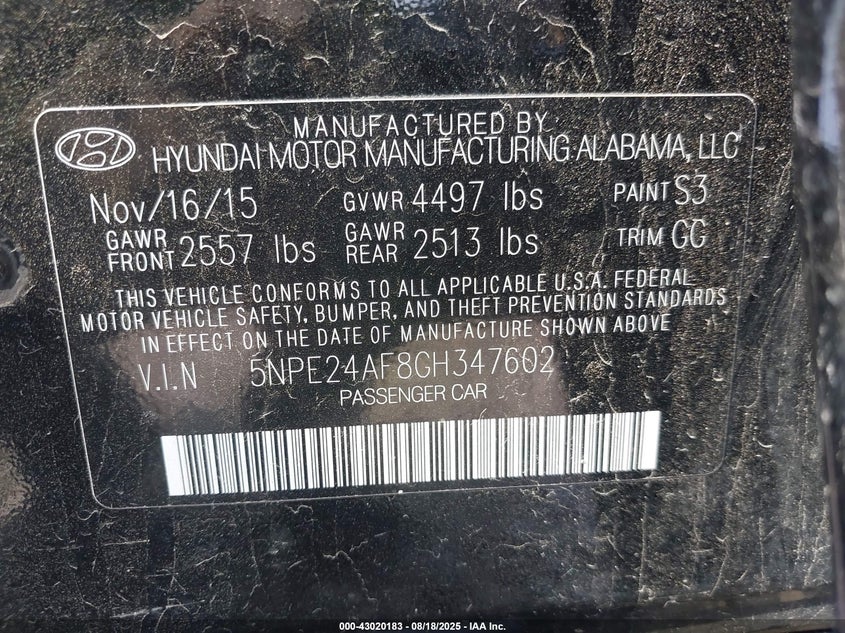 MANUFACTURED BY
HYUNDAI MOTOR MANUFACTURING ALABAMA, LLC
Nov/16/15 GVWR 4497 lbs PAINT S3
GAWR FRONT 2557 lbs GAWR REAR 2513 lbs TRIM GG
THIS VEHICLE CONFORMS TO ALL APPLICABLE U.S.A. FEDERAL
MOTOR VEHICLE SAFETY, BUMPER, AND THEFT PREVENTION STANDARDS
IN EFFECT ON THE DATE OF MANUFACTURE SHOWN ABOVE
V.I.N 5NPE24AF8GH347602
PASSENGER CAR
000-43020183 - 08/18/2025 - IAA Inc.